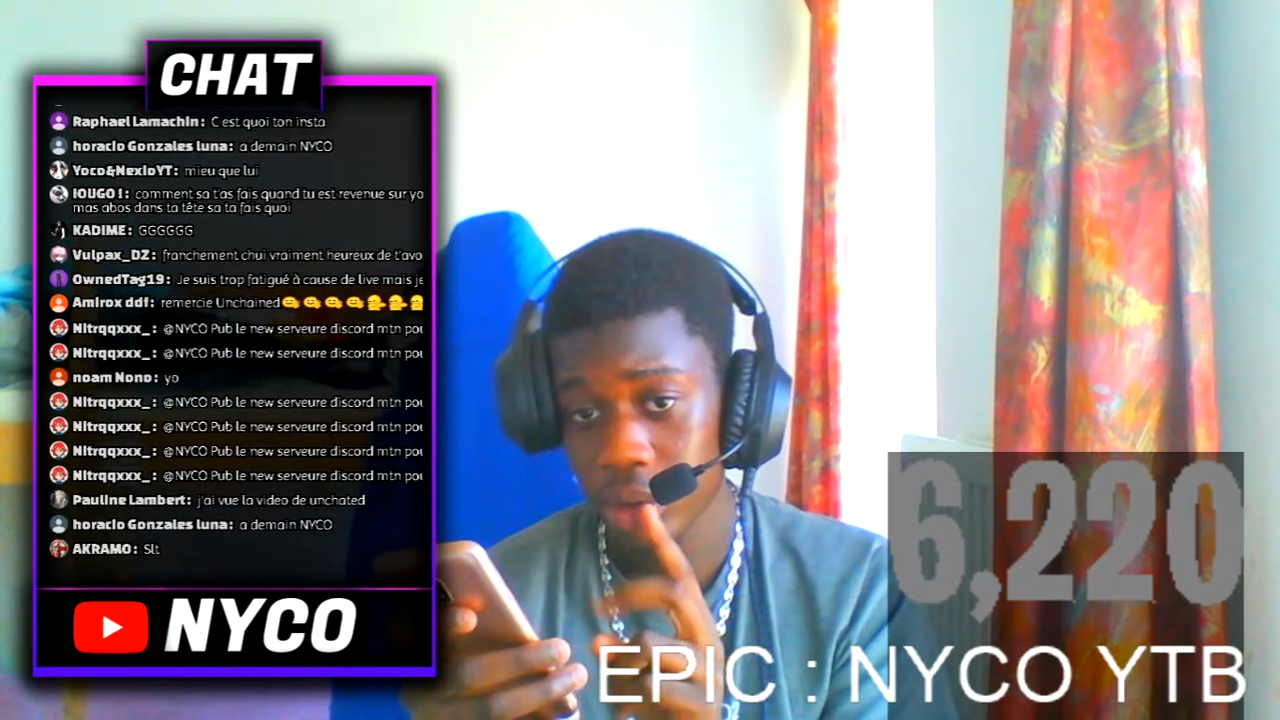 CHAT
Raphael Lamachin: C est quoi ton insta
horacio Gonzales luna: a demain NYCO
Yoco&NexioYT: mieu que lui
IOUGO !: comment sa t'as fais quand tu est revenue sur yo
mas abos dans ta tête sa ta fais quoi
KADIME: GGGGGG
Vulpax_DZ: franchement chui vraiment heureux de t'avo
OwnedTag19: Je suis trop fatigué à cause de live mais je
Amirox ddf: remercie Unchained
Nitrqqxxx_: @NYCO Pub le new serveure discord mtn pou
Nitrqqxxx_: @NYCO Pub le new serveure discord mtn pou
noam Nono: yo
Nitrqqxxx_: @NYCO Pub le new serveure discord mtn pou
Nitrqqxxx_: @NYCO Pub le new serveure discord mtn pou
Nitrqqxxx_: @NYCO Pub le new serveure discord mtn pou
Nitrqqxxx_: @NYCO Pub le new serveure discord mtn pou
Pauline Lambert: j'ai vue la video de unchated
horacio Gonzales luna: a demain NYCO
AKRAMO: Slt
NYCO
6,220
EPIC : NYCO YTB